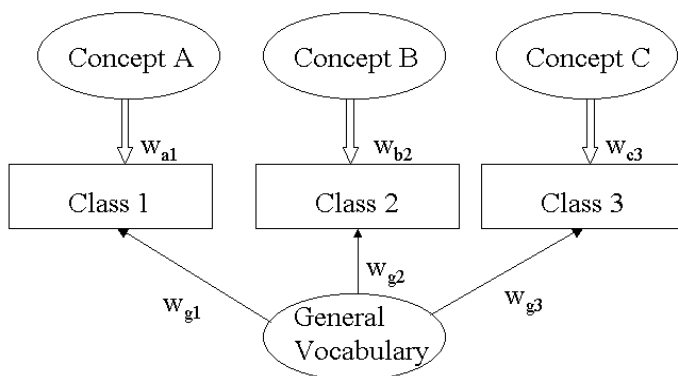 Concept A
Concept B
Concept C
wa1
wb2
wc3
Class 1
Class 2
Class 3
wg1
wg2
wg3
General
Vocabulary